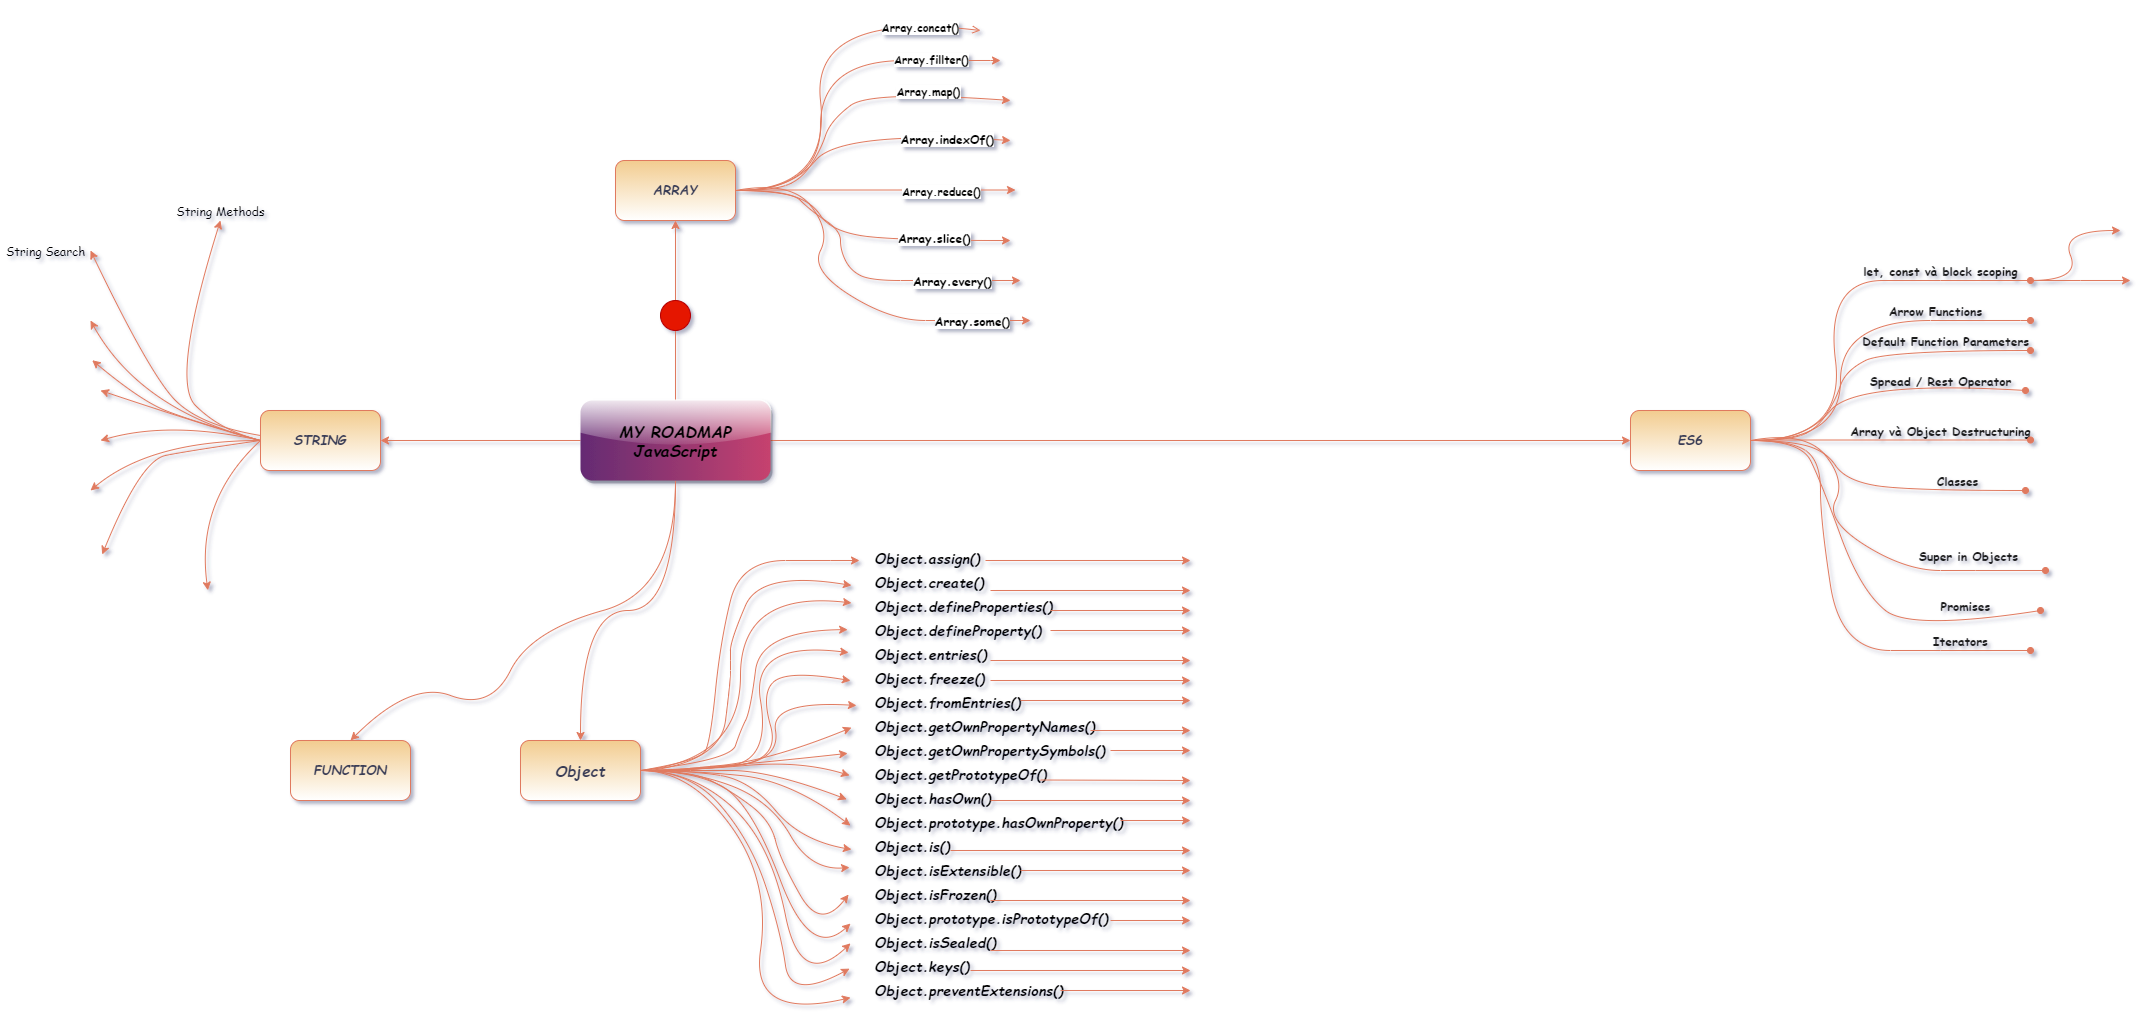 Array.concat()
Array.fillter()
Array.map()
Array.indexOf()
ARRAY
Array.reduce()
Array.slice()
Array.every()
Array.some()
String Methods
String Search
STRING
MY ROADMAP
JavaScript
ES6
let, const và block scoping
Arrow Functions
Default Function Parameters
Spread / Rest Operator
Array và Object Destructuring
Classes
Super in Objects
Promises
Iterators
FUNCTION
Object
Object.assign()
Object.create()
Object.defineProperties()
Object.defineProperty()
Object.entries()
Object.freeze()
Object.fromEntries()
Object.getOwnPropertyNames()
Object.getOwnPropertySymbols()
Object.getPrototypeOf()
Object.hasOwn()
Object.prototype.hasOwnProperty()
Object.is()
Object.isExtensible()
Object.isFrozen()
Object.prototype.isPrototypeOf()
Object.isSealed()
Object.keys()
Object.preventExtensions()